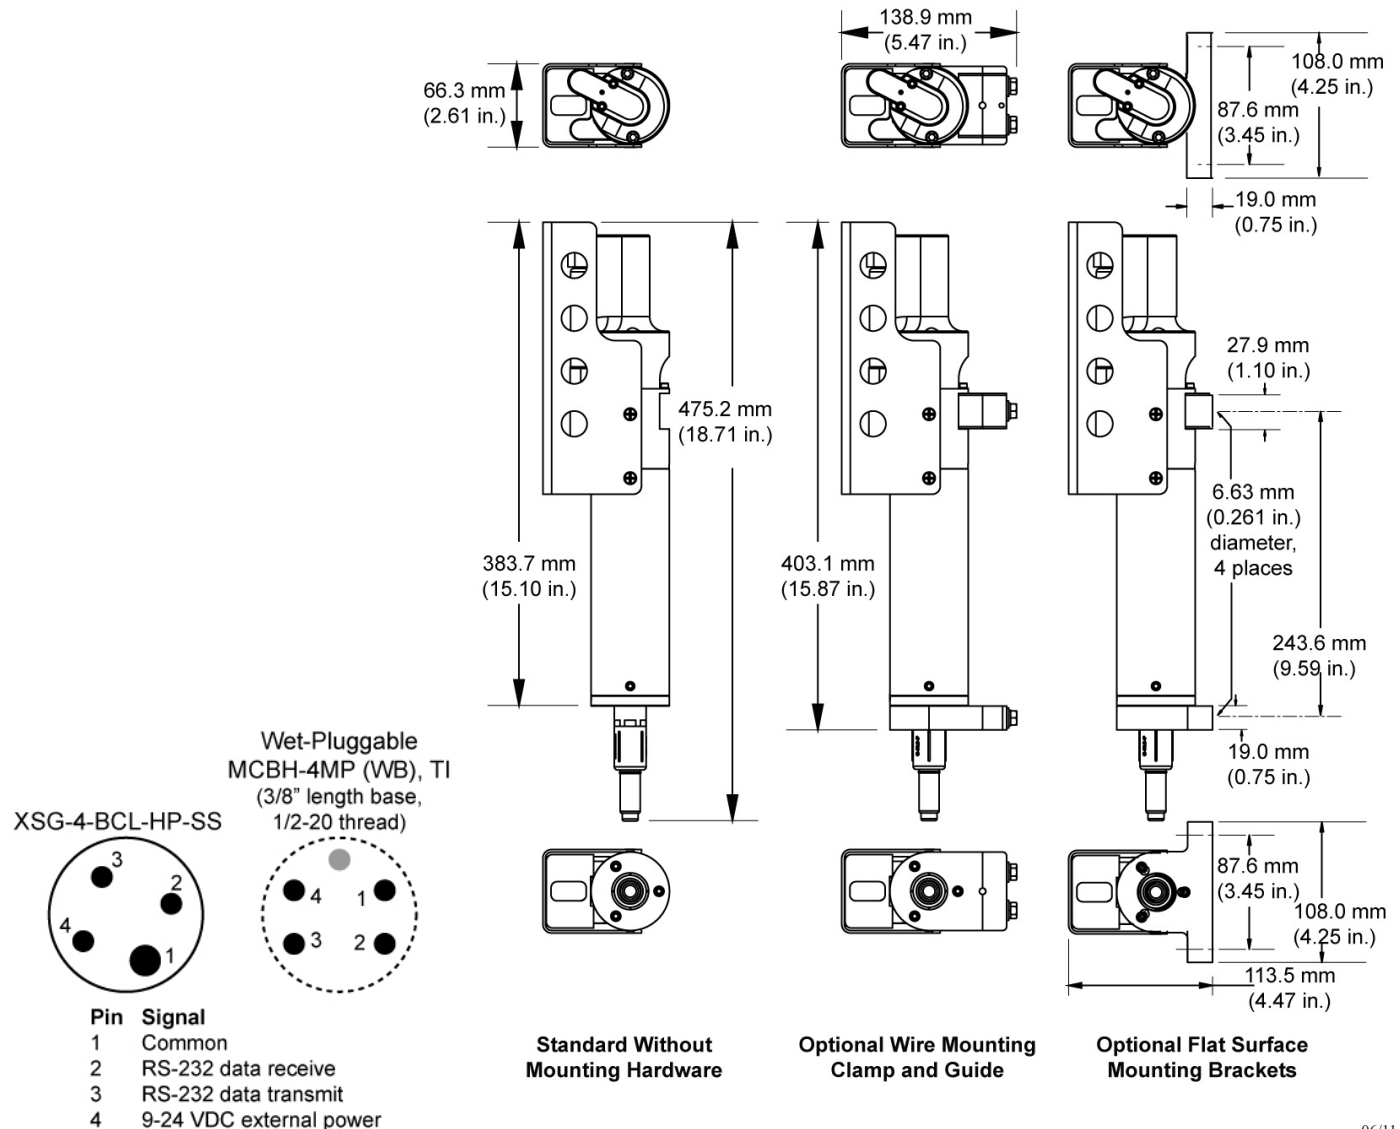 138.9 mm
(5.47 in.)
66.3 mm
(2.61 in.)
108.0 mm
(4.25 in.)
87.6 mm
(3.45 in.)
19.0 mm
(0.75 in.)
27.9 mm
(1.10 in.)
475.2 mm
(18.71 in.)
6.63 mm
(0.261 in.)
diameter,
4 places
383.7 mm
(15.10 in.)
403.1 mm
(15.87 in.)
243.6 mm
(9.59 in.)
19.0 mm
(0.75 in.)
Wet-Pluggable
MCBH-4MP (WB), TI
(3/8” length base,
1/2-20 thread)
XSG-4-BCL-HP-SS
3
2
4
1
4
1
3
2
87.6 mm
(3.45 in.)
108.0 mm
(4.25 in.)
113.5 mm
(4.47 in.)
Pin Signal
1 Common
2 RS-232 data receive
3 RS-232 data transmit
4 9-24 VDC external power
Standard Without
Mounting Hardware
Optional Wire Mounting
Clamp and Guide
Optional Flat Surface
Mounting Brackets